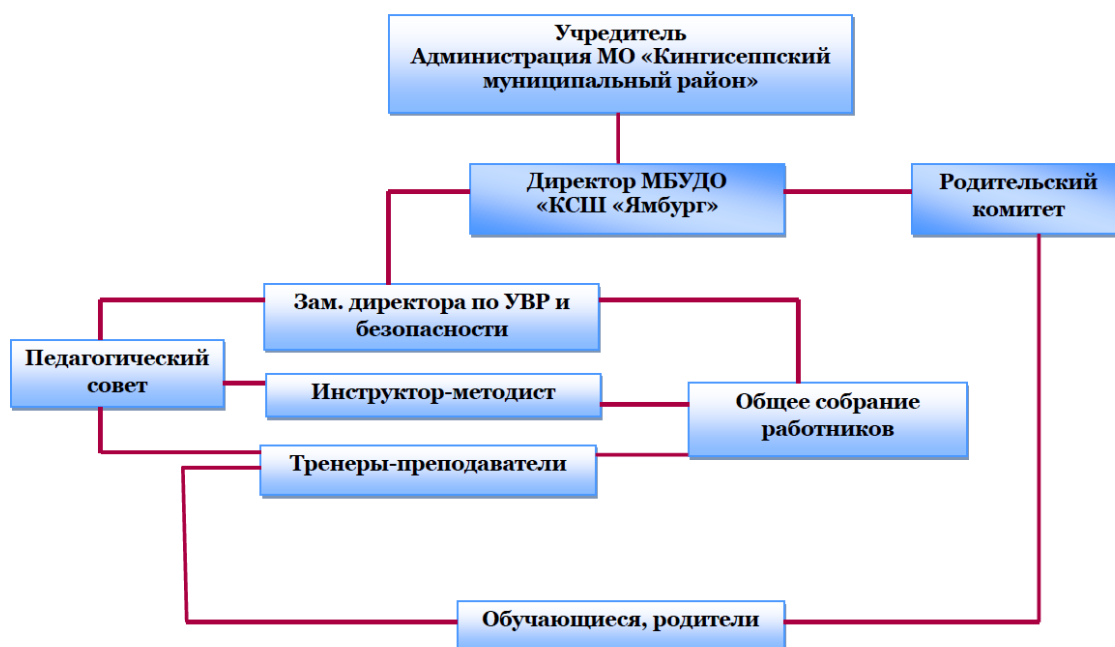 Учредитель
Администрация МО «Кингисеппский
муниципальный район»
Директор МБУДО
«КСШ «Ямбург»
Родительский
комитет
Зам. директора по УВР и
безопасности
Педагогический
совет
Инструктор-методист
Общее собрание
работников
Тренеры-преподаватели
Обучающиеся, родители